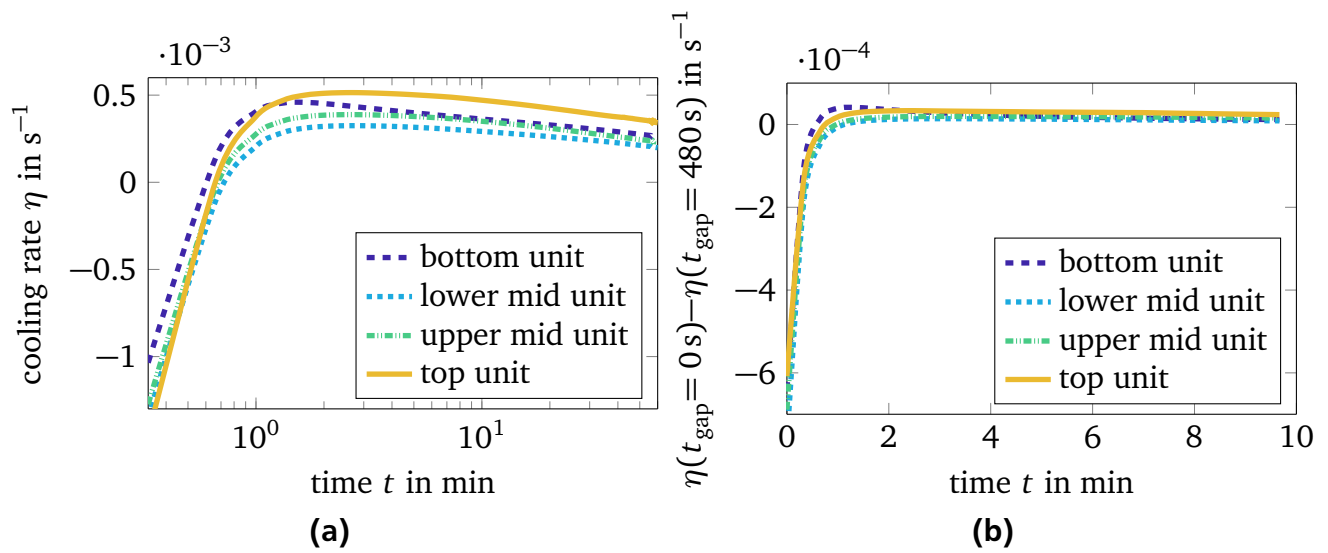 ·10⁻³
0.5
0
−0.5
−1
cooling rate η in s⁻¹
bottom unit
lower mid unit
upper mid unit
top unit
10⁰ 10¹
time t in min
(a)
·10⁻⁴
0
−2
−4
−6
η(t_gap= 0 s)−η(t_gap= 480 s) in s⁻¹
bottom unit
lower mid unit
upper mid unit
top unit
0 2 4 6 8 10
time t in min
(b)